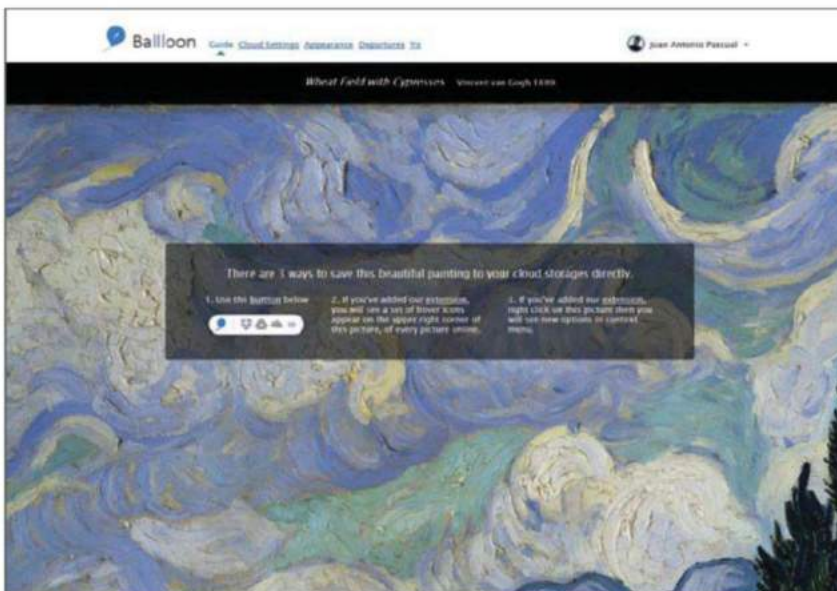 Ballloon
Guide Cloud Settings Appearance Departures Try
Juan Antonio Pascual
Wheat Field with Cypresses Vincent van Gogh 1889
There are 3 ways to save this beautiful painting to your cloud storages directly.
1. Use the button below
2. If you've added our extension,
you will see a set of hover icons
appear on the upper right corner of
this picture, of every picture online.
3. If you've added our extension,
right click on this picture then you
will see new options in context
menu.